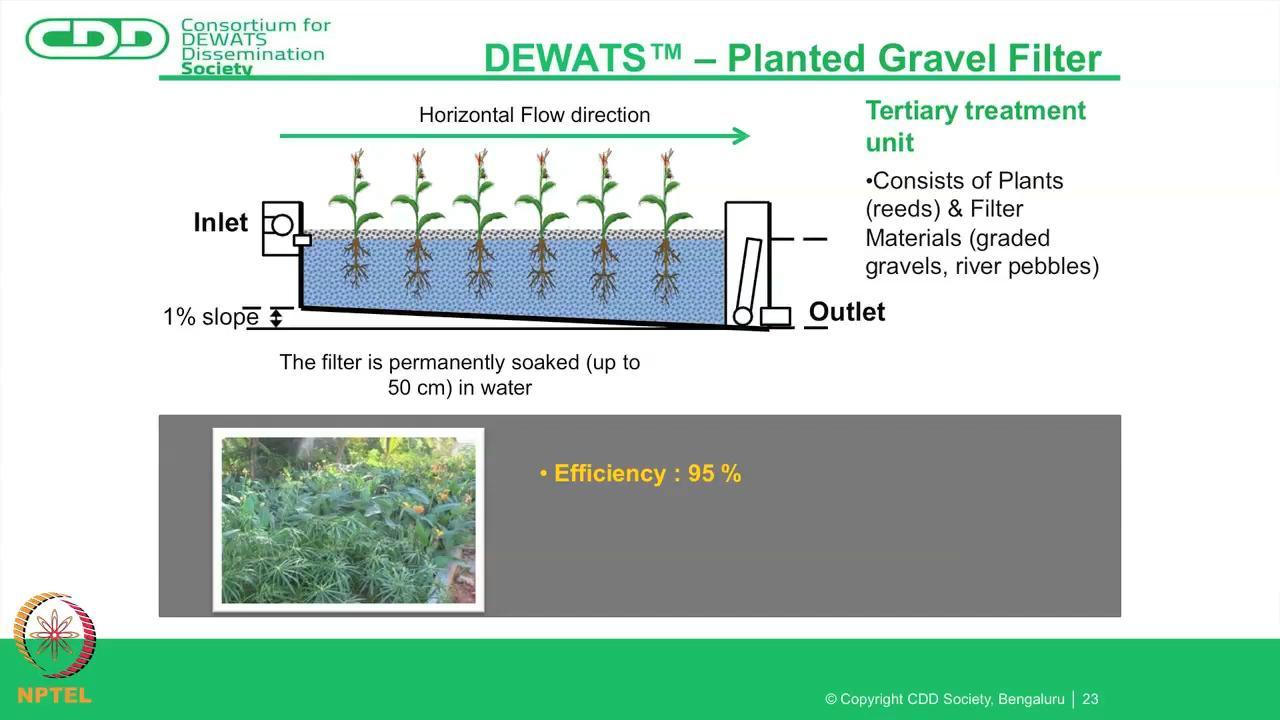 Consortium for
DEWATS
Dissemination
Society
CDD
DEWATS™ – Planted Gravel Filter
Horizontal Flow direction
Inlet
1% slope
Outlet
The filter is permanently soaked (up to
50 cm) in water
Tertiary treatment
unit
•Consists of Plants
(reeds) & Filter
Materials (graded
gravels, river pebbles)
• Efficiency : 95 %
NPTEL
© Copyright CDD Society, Bengaluru | 23